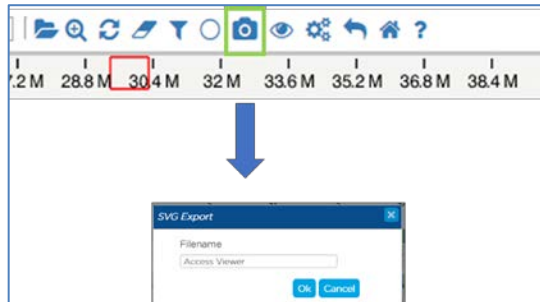 ?
.2 M 28.8 M 30.4 M 32 M 33.6 M 35.2 M 36.8 M 38.4 M
SVG Export
Filename
Access Viewer
Ok Cancel